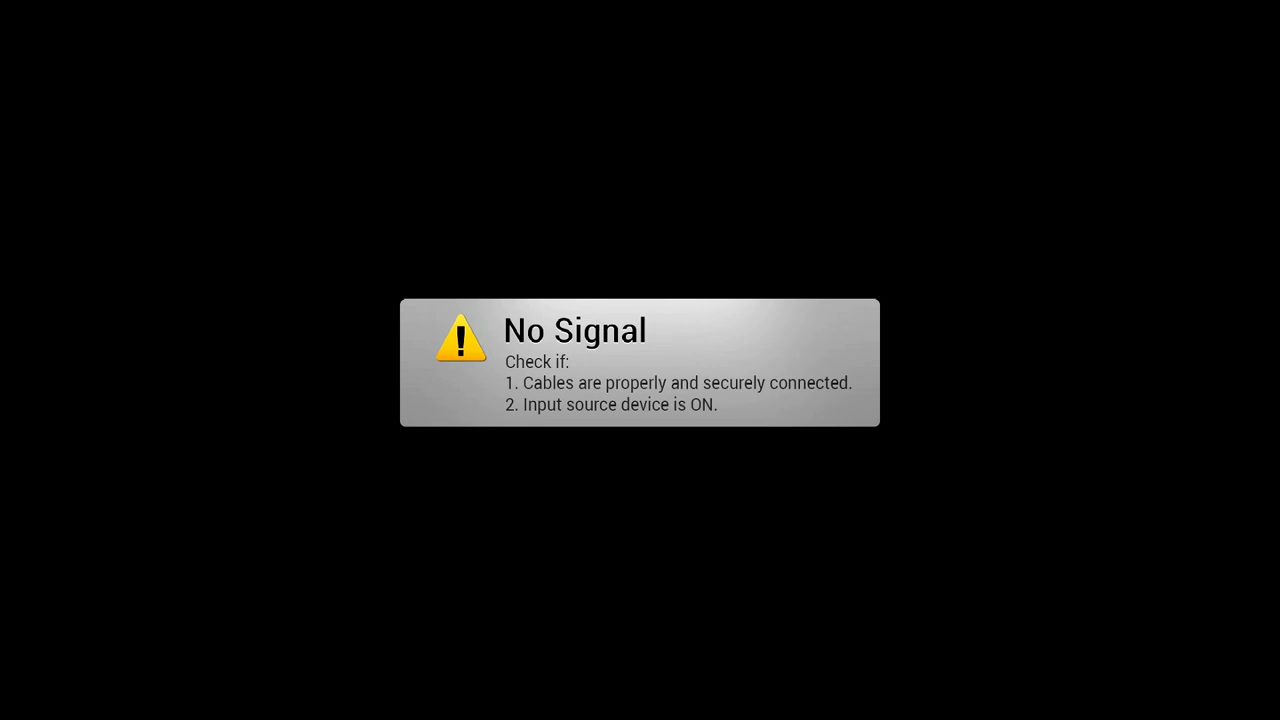 No Signal
Check if:
1. Cables are properly and securely connected.
2. Input source device is ON.